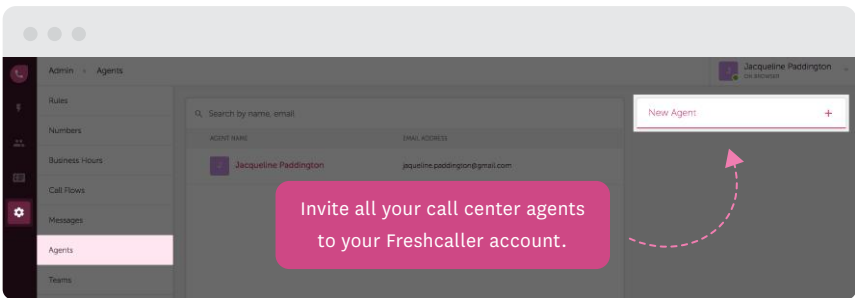 Admin › Agents
Jacqueline Paddington
ON BROWSER
Rules
Numbers
Business Hours
Call Flows
Messages
Agents
Teams
Search by name, email
AGENT NAME EMAIL ADDRESS
J Jacqueline Paddington jaqueline.paddington@gmail.com
New Agent +
Invite all your call center agents
to your Freshcaller account.